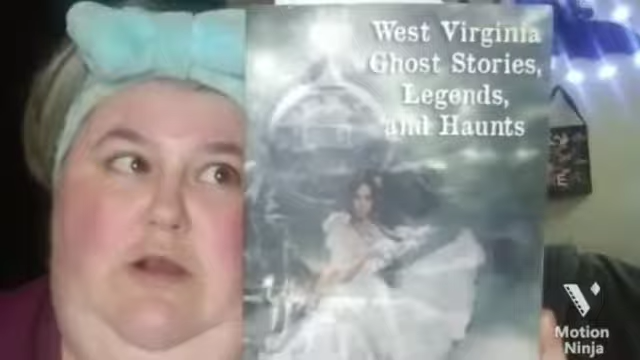 West Virginia
Ghost Stories,
Legends,
and Haunts
Motion
Ninja